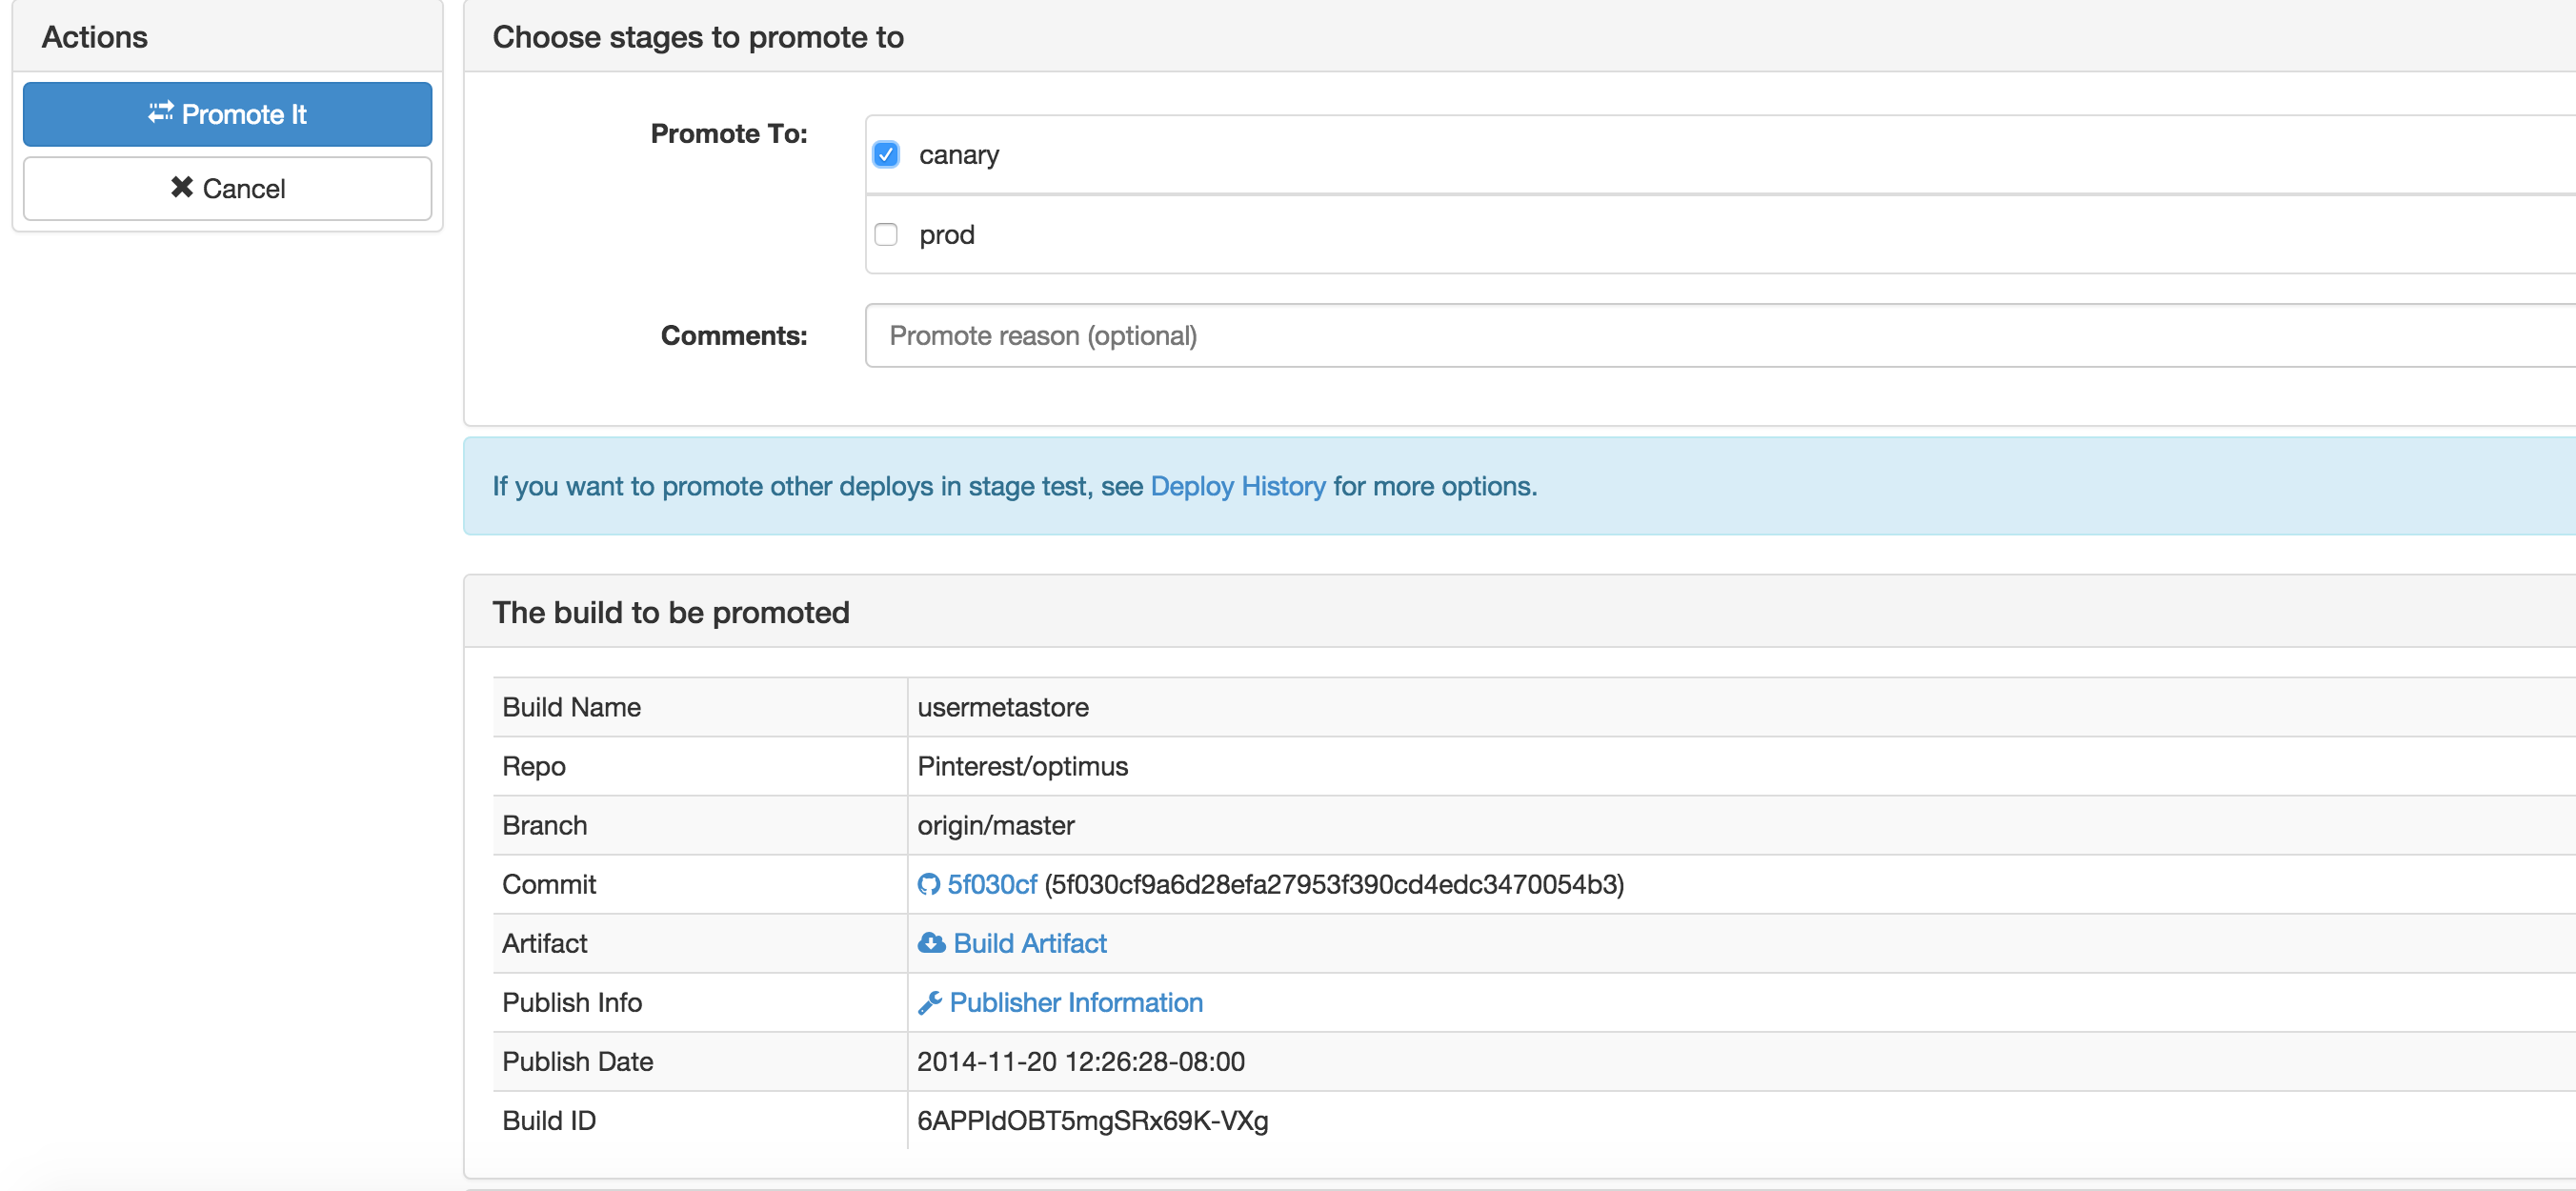 Actions
Promote It
Cancel
Choose stages to promote to
Promote To:
canary
prod
Comments:
Promote reason (optional)
If you want to promote other deploys in stage test, see Deploy History for more options.
The build to be promoted
Build Name usermetastore
Repo Pinterest/optimus
Branch origin/master
Commit 5f030cf (5f030cf9a6d28efa27953f390cd4edc3470054b3)
Artifact Build Artifact
Publish Info Publisher Information
Publish Date 2014-11-20 12:26:28-08:00
Build ID 6APPIdOBT5mgSRx69K-VXg